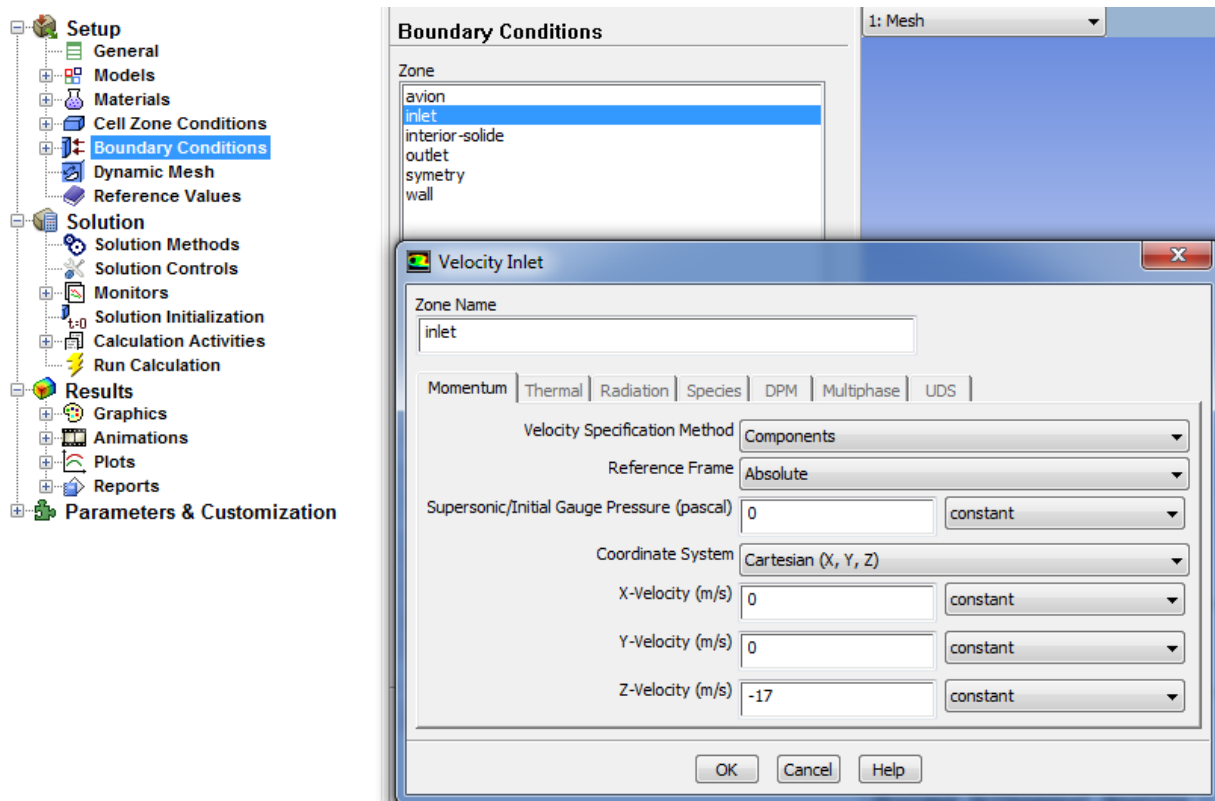 Setup
General
Models
Materials
Cell Zone Conditions
Boundary Conditions
Dynamic Mesh
Reference Values
Solution
Solution Methods
Solution Controls
Monitors
t=0 Solution Initialization
Calculation Activities
Run Calculation
Results
Graphics
Animations
Plots
Reports
Parameters & Customization
Boundary Conditions
Zone
avion
inlet
interior-solide
outlet
symetry
wall
1: Mesh
Velocity Inlet
Zone Name
inlet
Momentum Thermal Radiation Species DPM Multiphase UDS
Velocity Specification Method Components
Reference Frame Absolute
Supersonic/Initial Gauge Pressure (pascal) 0 constant
Coordinate System Cartesian (X, Y, Z)
X-Velocity (m/s) 0 constant
Y-Velocity (m/s) 0 constant
Z-Velocity (m/s) -17 constant
OK Cancel Help